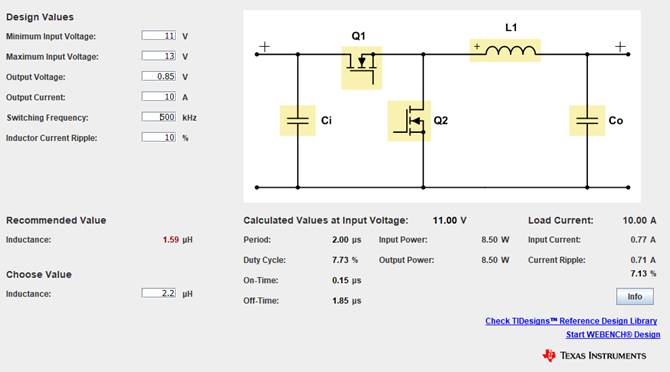 Design Values
Minimum Input Voltage: 11 V
Maximum Input Voltage: 13 V
Output Voltage: 0.85 V
Output Current: 10 A
Switching Frequency: 500 kHz
Inductor Current Ripple: 10 %
Q1
L1
+
+
+
Ci
Q2
Co
Recommended Value
Inductance: 1.59 µH
Choose Value
Inductance: 2.2 µH
Calculated Values at Input Voltage: 11.00 V Load Current: 10.00 A
Period: 2.00 µs Input Power: 8.50 W Input Current: 0.77 A
Duty Cycle: 7.73 % Output Power: 8.50 W Current Ripple: 0.71 A
7.13 %
On-Time: 0.15 µs
Off-Time: 1.85 µs
Info
Check TIDesigns™ Reference Design Library
Start WEBENCH® Design
TEXAS INSTRUMENTS